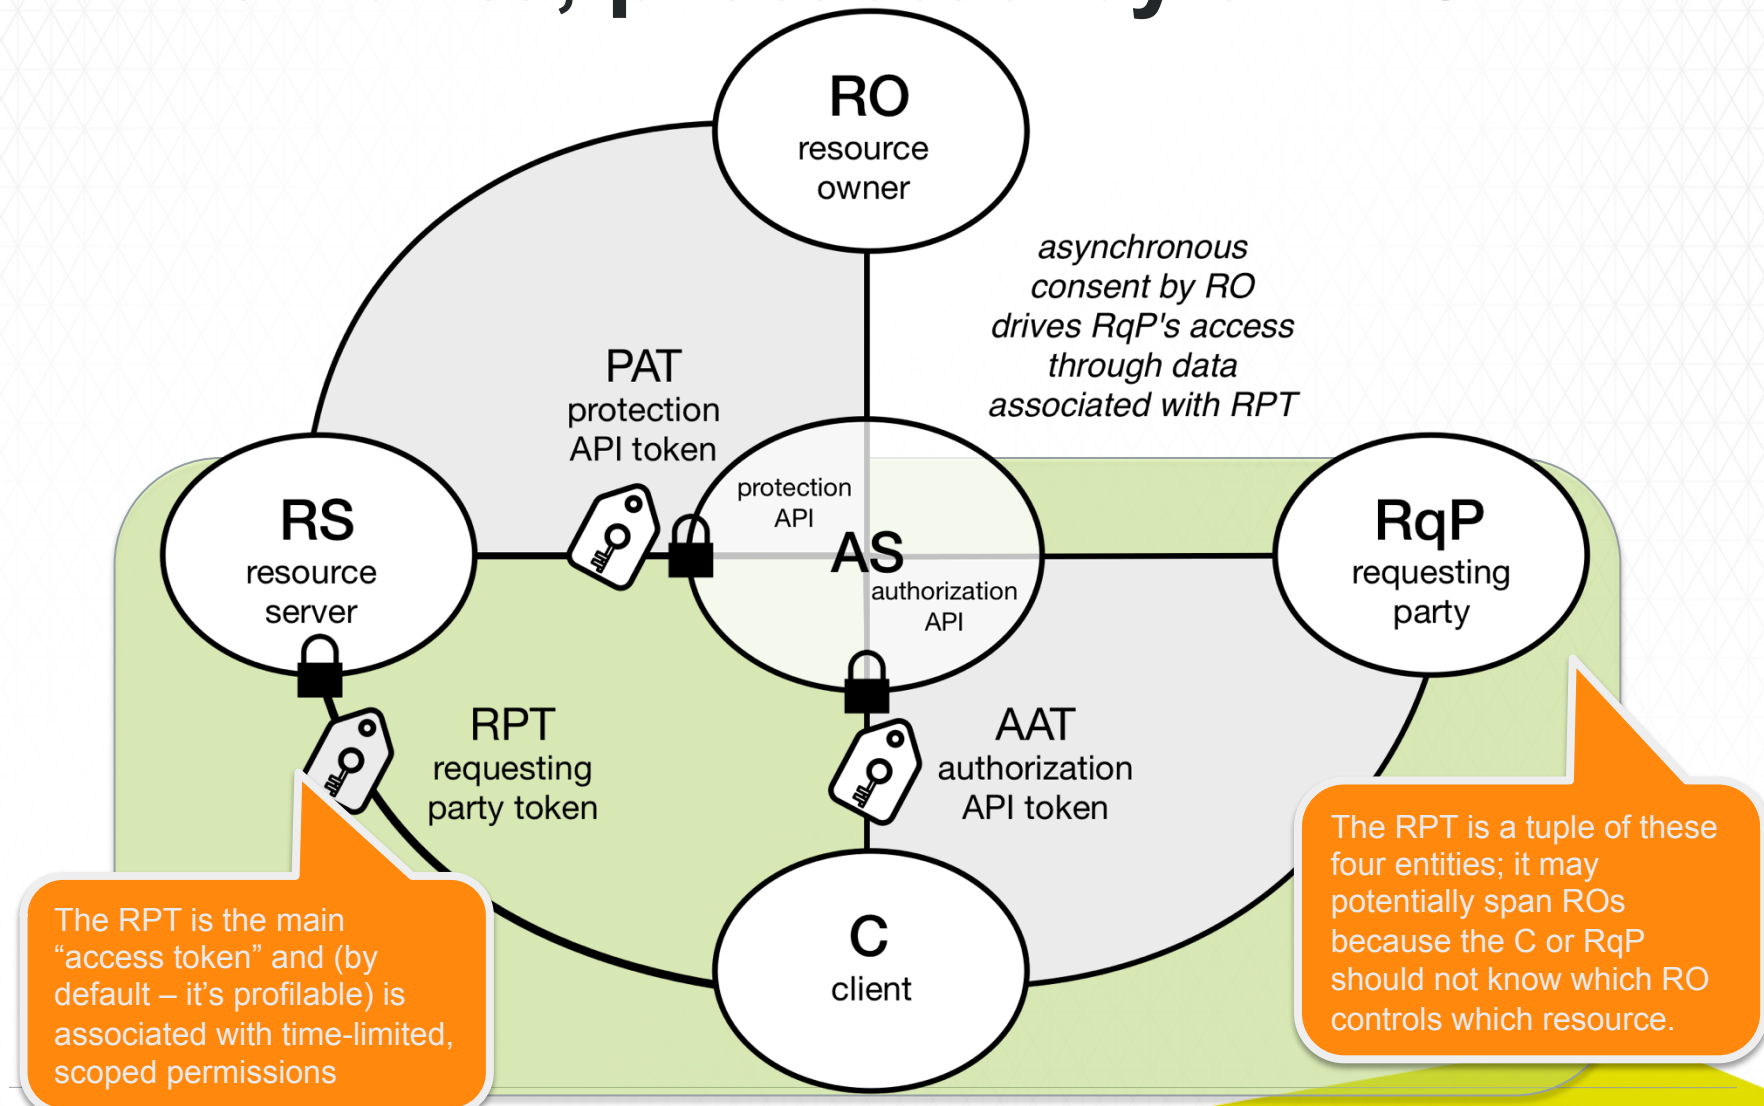 RO
resource
owner
asynchronous
consent by RO
drives RqP's access
through data
associated with RPT
PAT
protection
API token
RS
resource
server
protection
API
AS
authorization
API
RqP
requesting
party
RPT
requesting
party token
AAT
authorization
API token
C
client
The RPT is the main
“access token” and (by
default – it’s profilable) is
associated with time-limited,
scoped permissions
The RPT is a tuple of these
four entities; it may
potentially span ROs
because the C or RqP
should not know which RO
controls which resource.